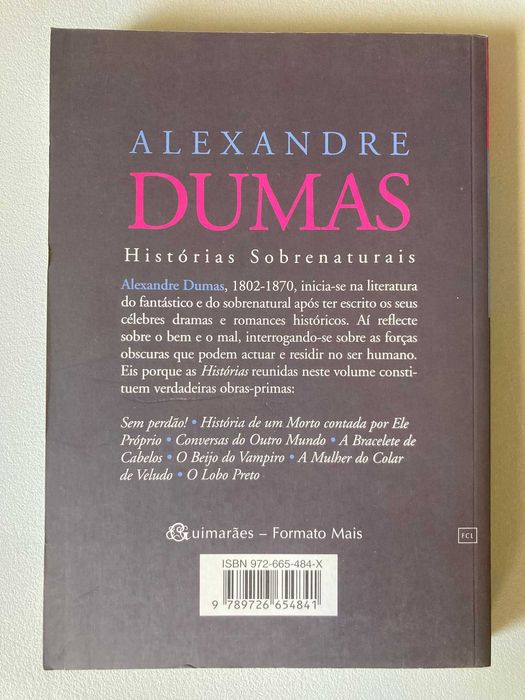 ALEXANDRE
DUMAS
Histórias Sobrenaturais
Alexandre Dumas, 1802-1870, inicia-se na literatura
do fantástico e do sobrenatural após ter escrito os seus
célebres dramas e romances históricos. Aí reflecte
sobre o bem e o mal, interrogando-se sobre as forças
obscuras que podem actuar e residir no ser humano.
Eis porque as Histórias reunidas neste volume consti-
tuem verdadeiras obras-primas:
Sem perdão! • História de um Morto contada por Ele
Próprio • Conversas do Outro Mundo • A Bracelete de
Cabelos • O Beijo do Vampiro • A Mulher do Colar
de Veludo • O Lobo Preto
Guimarães – Formato Mais
FCL
ISBN 972-665-484-X
9 789726 654841